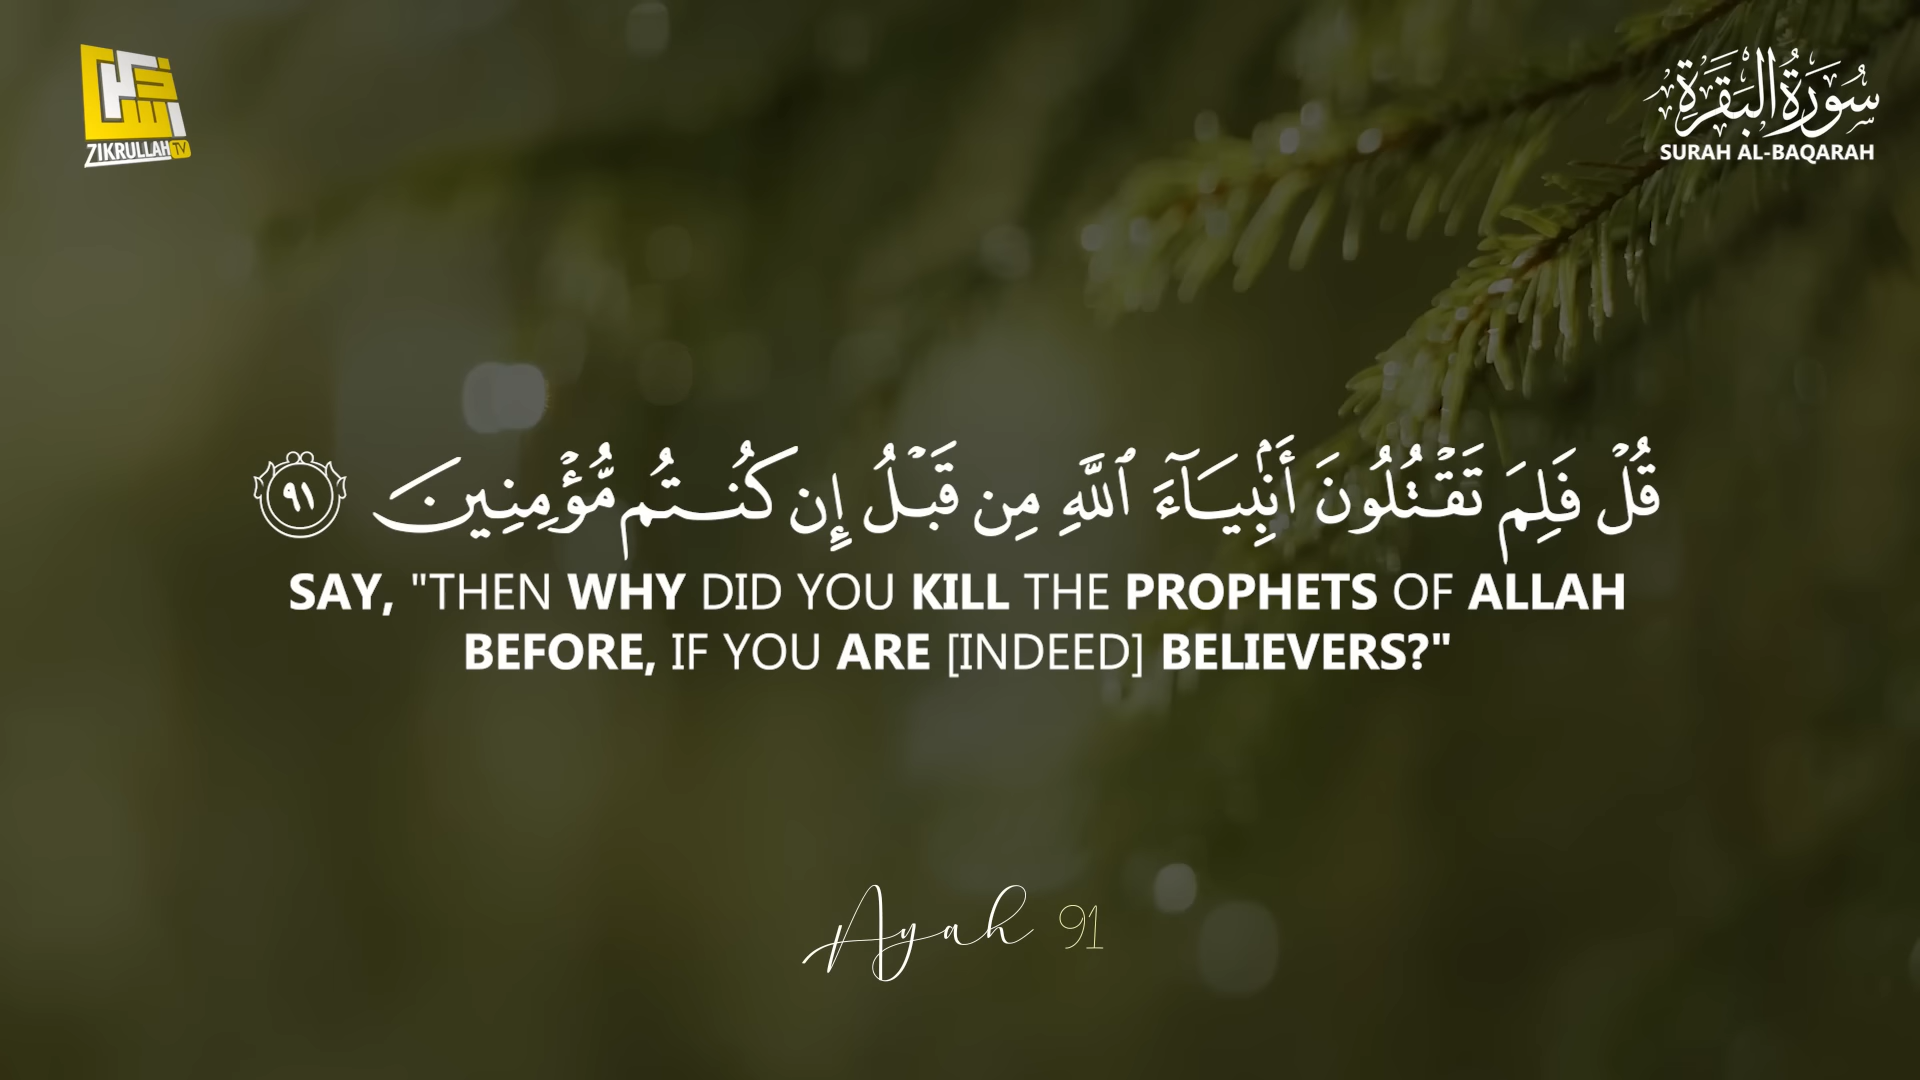 ZIKRULLAH TV
سُورَةُ البَقَرَةِ
SURAH AL-BAQARAH
قُلۡ فَلِمَ تَقۡتُلُونَ أَنۢبِيَآءَ ٱللَّهِ مِن قَبۡلُ إِن كُنتُم مُّؤۡمِنِينَ ٩١
SAY, "THEN WHY DID YOU KILL THE PROPHETS OF ALLAH
BEFORE, IF YOU ARE [INDEED] BELIEVERS?"
Ayah 91